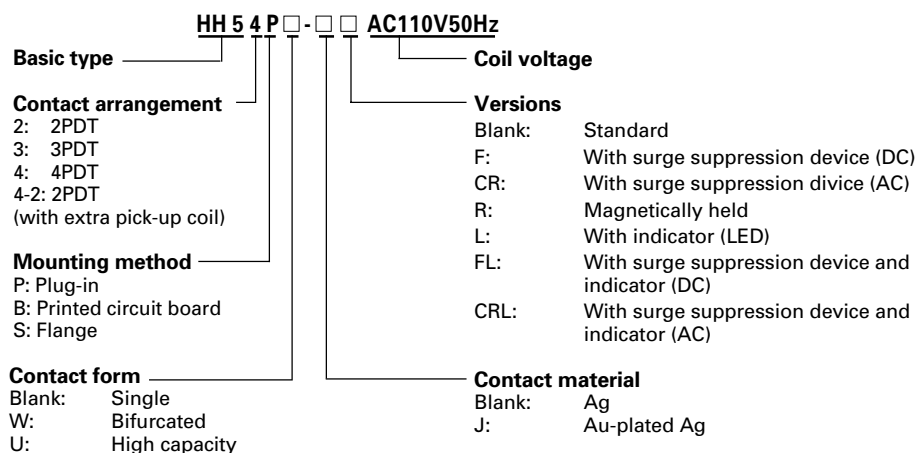 HH 5 4 P □ - □ □ AC110V50Hz
Basic type
Contact arrangement
2: 2PDT
3: 3PDT
4: 4PDT
4-2: 2PDT
(with extra pick-up coil)
Mounting method
P: Plug-in
B: Printed circuit board
S: Flange
Contact form
Blank: Single
W: Bifurcated
U: High capacity
Coil voltage
Versions
Blank: Standard
F: With surge suppression device (DC)
CR: With surge suppression divice (AC)
R: Magnetically held
L: With indicator (LED)
FL: With surge suppression device and
indicator (DC)
CRL: With surge suppression device and
indicator (AC)
Contact material
Blank: Ag
J: Au-plated Ag